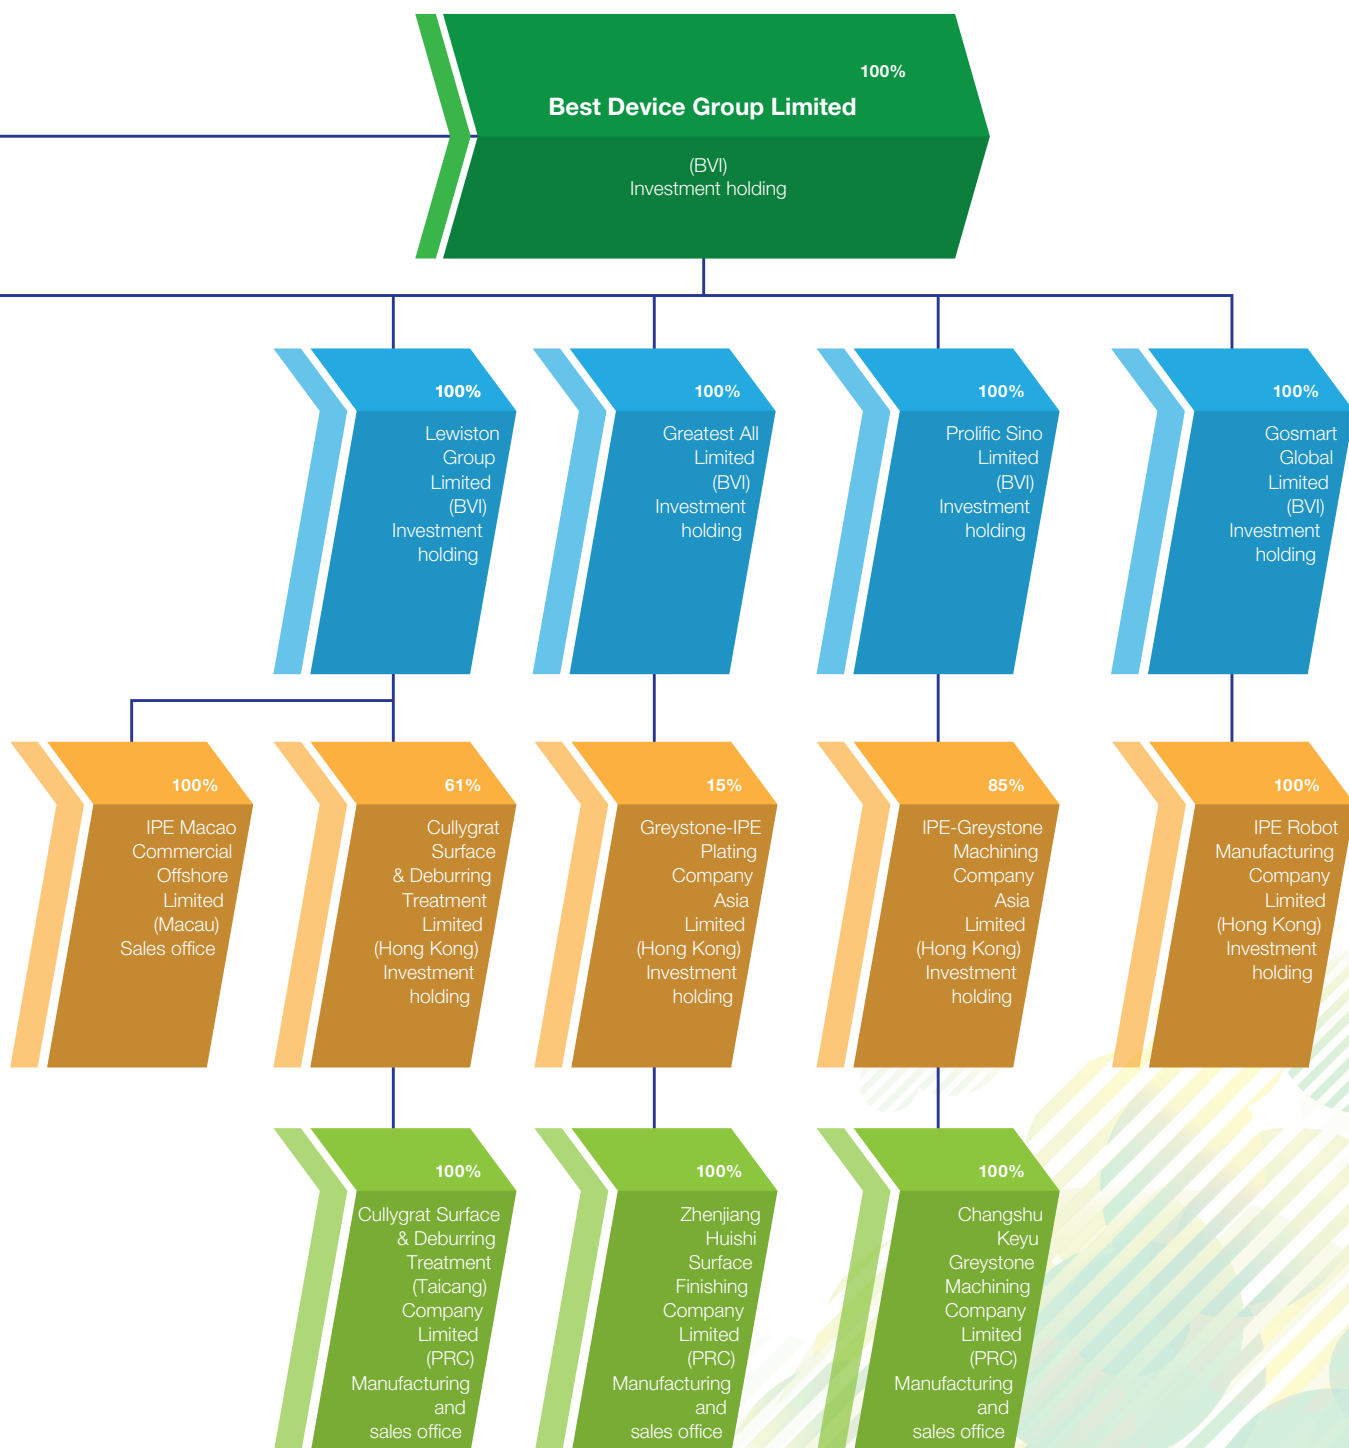 100%
Best Device Group Limited
(BVI)
Investment holding
100%
Lewiston
Group
Limited
(BVI)
Investment
holding
100%
Greatest All
Limited
(BVI)
Investment
holding
100%
Prolific Sino
Limited
(BVI)
Investment
holding
100%
Gosmart
Global
Limited
(BVI)
Investment
holding
100%
IPE Macao
Commercial
Offshore
Limited
(Macau)
Sales office
61%
Cullygrat
Surface
& Deburring
Treatment
Limited
(Hong Kong)
Investment
holding
15%
Greystone-IPE
Plating
Company
Asia
Limited
(Hong Kong)
Investment
holding
85%
IPE-Greystone
Machining
Company
Asia
Limited
(Hong Kong)
Investment
holding
100%
IPE Robot
Manufacturing
Company
Limited
(Hong Kong)
Investment
holding
100%
Cullygrat Surface
& Deburring
Treatment
(Taicang)
Company
Limited
(PRC)
Manufacturing
and
sales office
100%
Zhenjiang
Huishi
Surface
Finishing
Company
Limited
(PRC)
Manufacturing
and
sales office
100%
Changshu
Keyu
Greystone
Machining
Company
Limited
(PRC)
Manufacturing
and
sales office